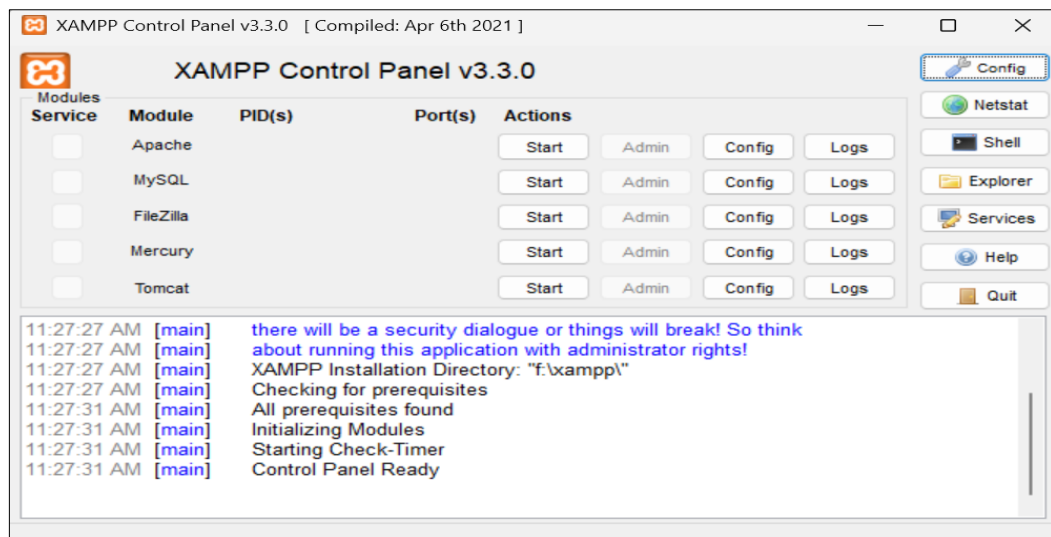 XAMPP Control Panel v3.3.0 [ Compiled: Apr 6th 2021 ]
XAMPP Control Panel v3.3.0
Config
Modules
Service Module PID(s) Port(s) Actions
Netstat
Apache Start Admin Config Logs
Shell
MySQL Start Admin Config Logs
Explorer
FileZilla Start Admin Config Logs
Services
Mercury Start Admin Config Logs
Help
Tomcat Start Admin Config Logs
Quit
11:27:27 AM [main] there will be a security dialogue or things will break! So think
11:27:27 AM [main] about running this application with administrator rights!
11:27:27 AM [main] XAMPP Installation Directory: "f:\xampp\"
11:27:27 AM [main] Checking for prerequisites
11:27:31 AM [main] All prerequisites found
11:27:31 AM [main] Initializing Modules
11:27:31 AM [main] Starting Check-Timer
11:27:31 AM [main] Control Panel Ready